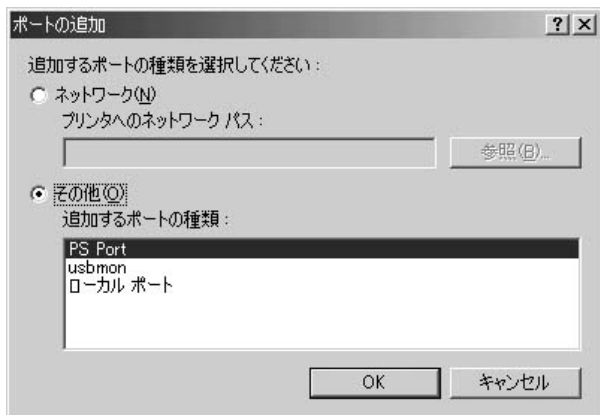 ポートの追加
追加するポートの種類を選択してください:
ネットワーク(N)
プリンタへのネットワーク パス:
参照(B)...
その他(O)
追加するポートの種類:
PS Port
usbmon
ローカル ポート
OK
キャンセル